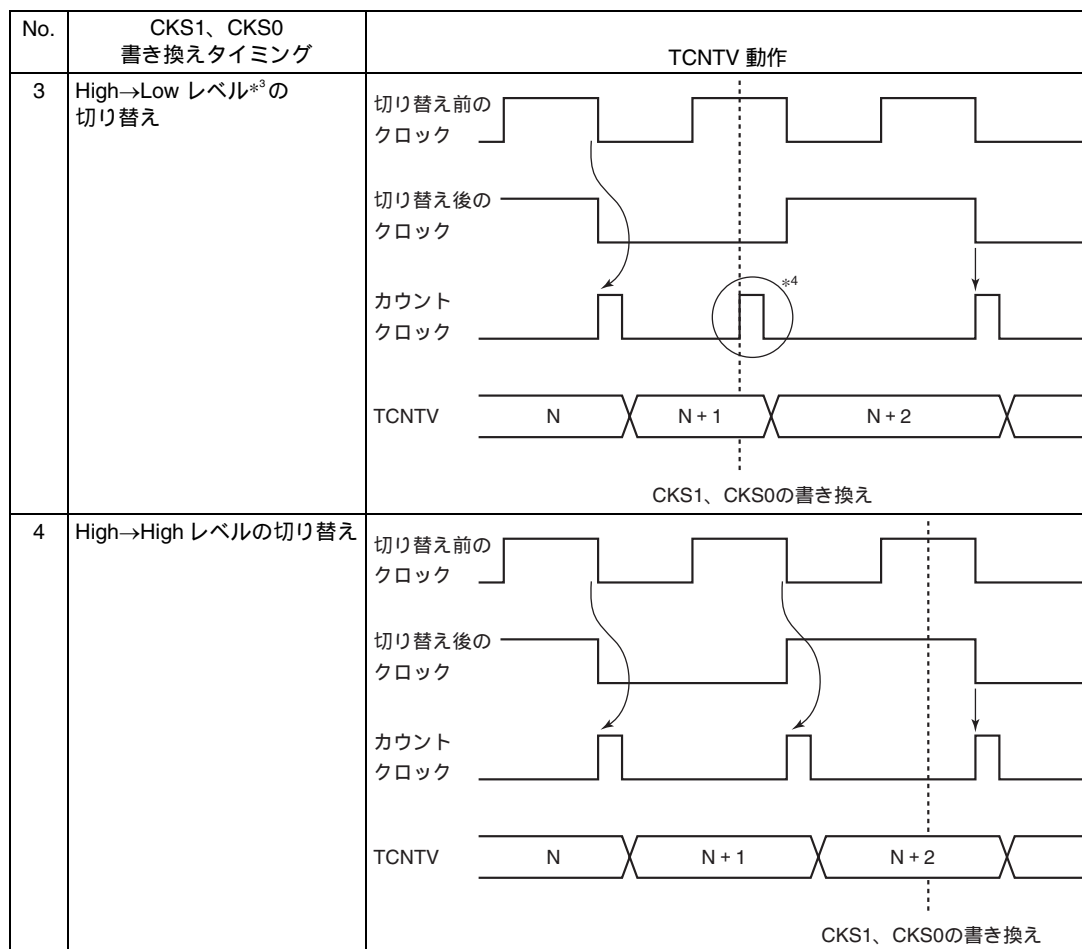 No.
CKS1、CKS0
書き換えタイミング
TCNTV 動作
3
High→Low レベル*³の
切り替え
切り替え前の
クロック
切り替え後の
クロック
カウント
クロック
*4
TCNTV
N
N + 1
N + 2
CKS1、CKS0の書き換え
4
High→High レベルの切り替え
切り替え前の
クロック
切り替え後の
クロック
カウント
クロック
TCNTV
N
N + 1
N + 2
CKS1、CKS0の書き換え